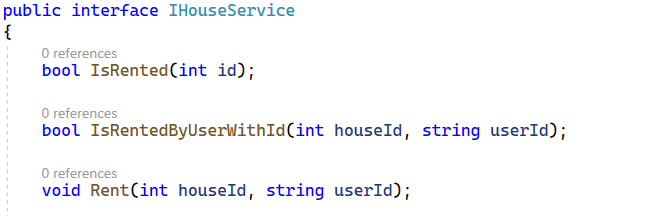 public interface IHouseService
{
0 references
bool IsRented(int id);
0 references
bool IsRentedByUserWithId(int houseId, string userId);
0 references
void Rent(int houseId, string userId);